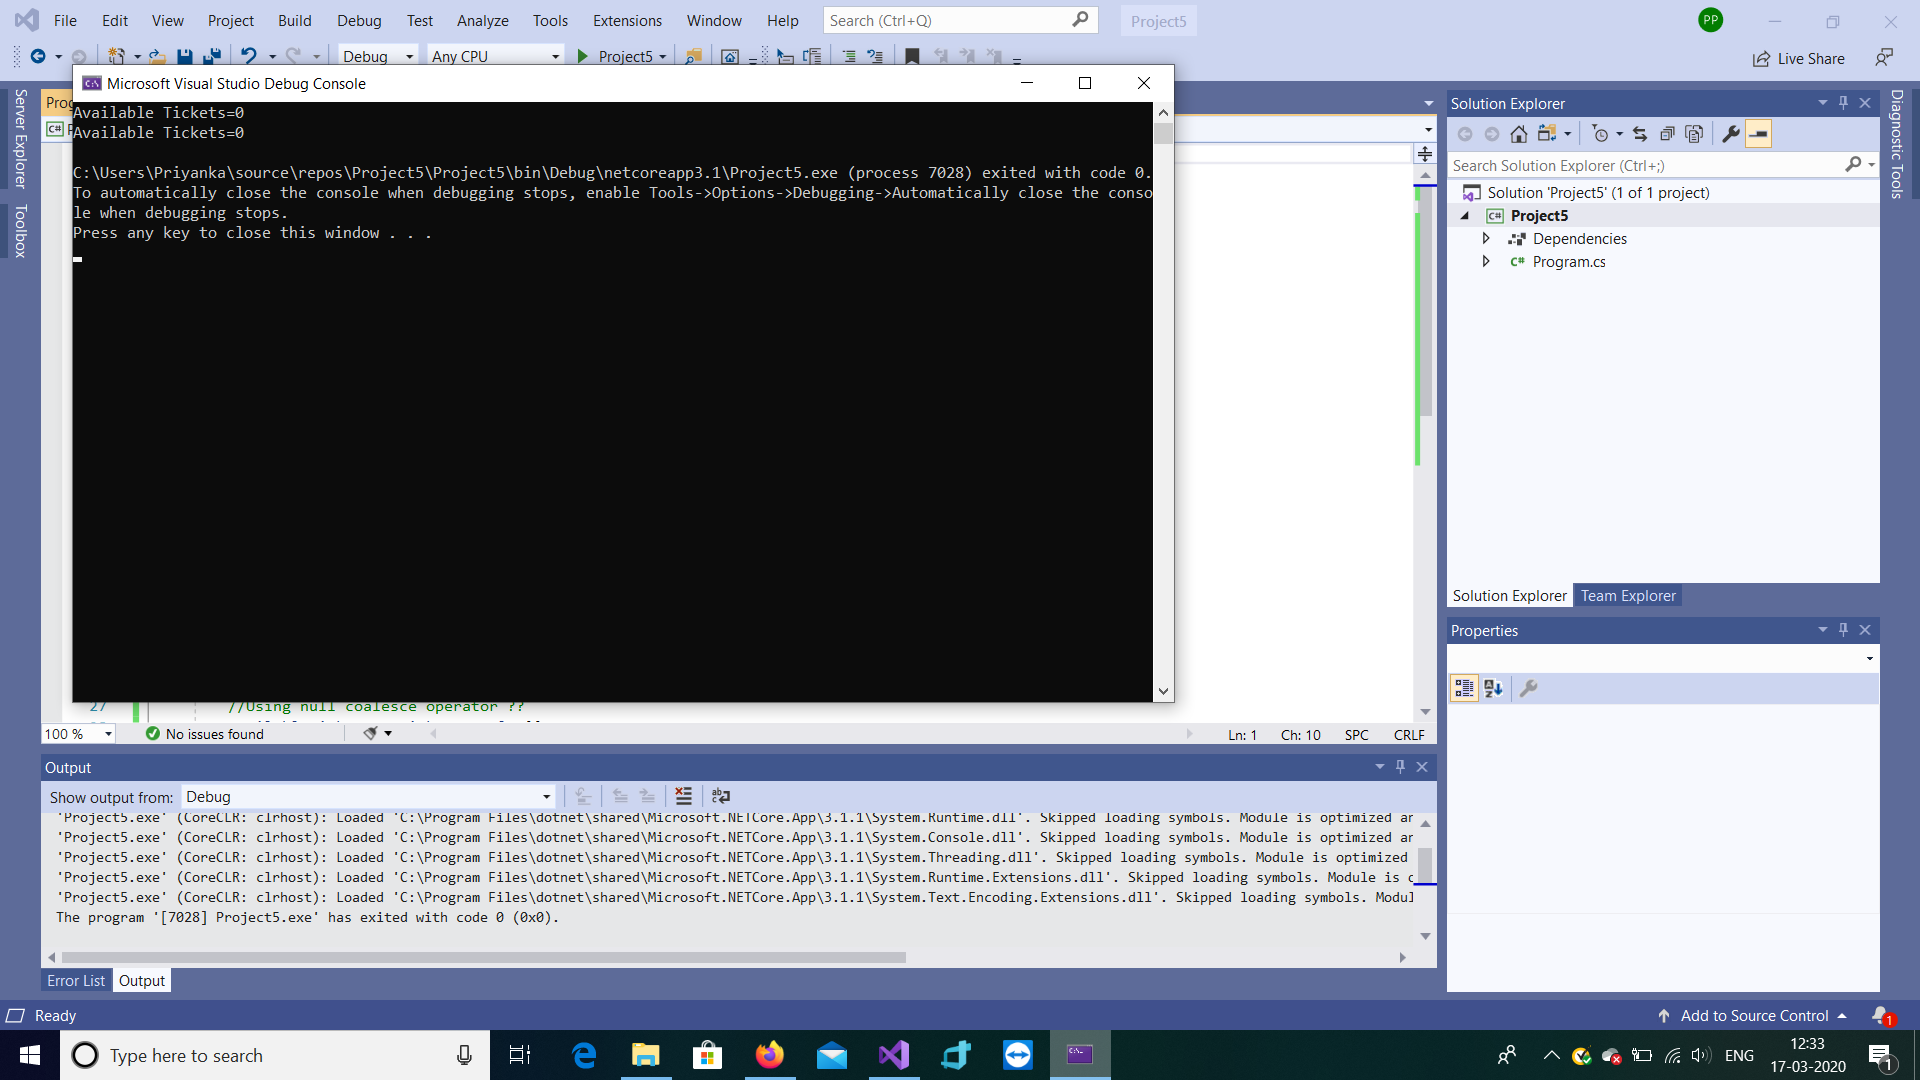 File Edit View Project Build Debug Test Analyze Tools Extensions Window Help Search (Ctrl+Q) Project5 PP
Debug Any CPU Project5 Live Share
Microsoft Visual Studio Debug Console
Available Tickets=0
Available Tickets=0
C:\Users\Priyanka\source\repos\Project5\Project5\bin\Debug\netcoreapp3.1\Project5.exe (process 7028) exited with code 0.
To automatically close the console when debugging stops, enable Tools->Options->Debugging->Automatically close the conso
le when debugging stops.
Press any key to close this window . . .
Server Explorer
Toolbox
Solution Explorer
Search Solution Explorer (Ctrl+;)
Solution 'Project5' (1 of 1 project)
C# Project5
Dependencies
C# Program.cs
Solution Explorer Team Explorer
Diagnostic Tools
Properties
27 //Using null coalesce operator ??
100 % No issues found Ln: 1 Ch: 10 SPC CRLF
Output
Show output from: Debug
'Project5.exe' (CoreCLR: clrhost): Loaded 'C:\Program Files\dotnet\shared\Microsoft.NETCore.App\3.1.1\System.Runtime.dll'. Skipped loading symbols. Module is optimized
'Project5.exe' (CoreCLR: clrhost): Loaded 'C:\Program Files\dotnet\shared\Microsoft.NETCore.App\3.1.1\System.Console.dll'. Skipped loading symbols. Module is optimized
'Project5.exe' (CoreCLR: clrhost): Loaded 'C:\Program Files\dotnet\shared\Microsoft.NETCore.App\3.1.1\System.Threading.dll'. Skipped loading symbols. Module is optimized
'Project5.exe' (CoreCLR: clrhost): Loaded 'C:\Program Files\dotnet\shared\Microsoft.NETCore.App\3.1.1\System.Runtime.Extensions.dll'. Skipped loading symbols. Module is
'Project5.exe' (CoreCLR: clrhost): Loaded 'C:\Program Files\dotnet\shared\Microsoft.NETCore.App\3.1.1\System.Text.Encoding.Extensions.dll'. Skipped loading symbols. Modul
The program '[7028] Project5.exe' has exited with code 0 (0x0).
Error List Output
Ready Add to Source Control 1
Type here to search ENG 12:33
17-03-2020 1